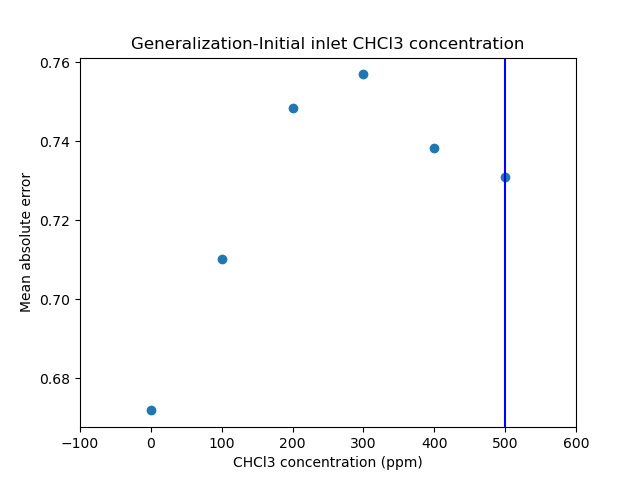 Generalization-Initial inlet CHCl3 concentration
Mean absolute error
0.76
0.74
0.72
0.70
0.68
−100 0 100 200 300 400 500 600
CHCl3 concentration (ppm)